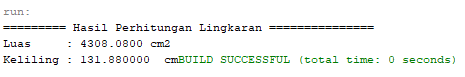 run:
========= Hasil Perhitungan Lingkaran ===============
Luas     : 4308.0800 cm2
Keliling : 131.880000  cmBUILD SUCCESSFUL (total time: 0 seconds)